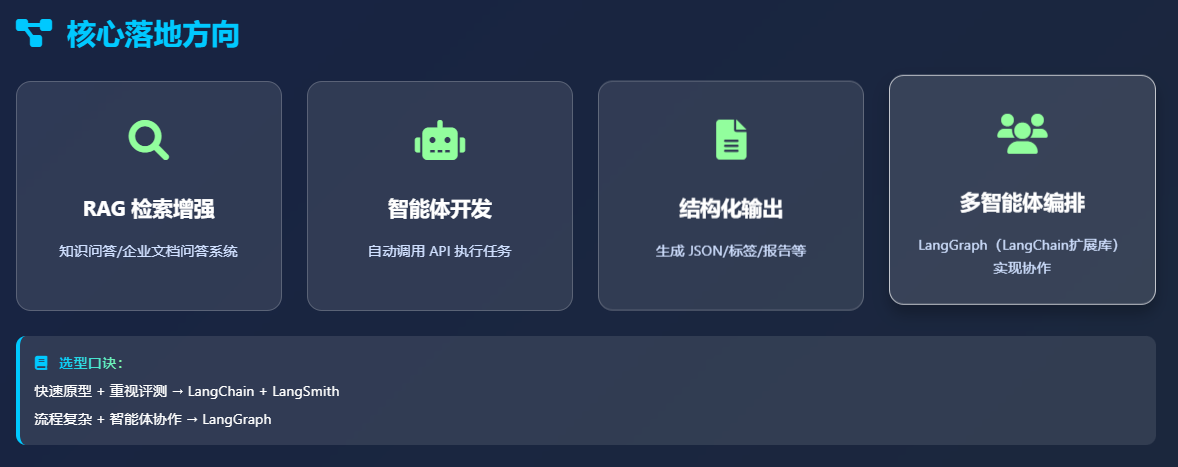 核心落地方向
RAG 检索增强
知识问答/企业文档问答系统
智能体开发
自动调用 API 执行任务
结构化输出
生成 JSON/标签/报告等
多智能体编排
LangGraph（LangChain扩展库）
实现协作
选型口诀：
快速原型 + 重视评测 → LangChain + LangSmith
流程复杂 + 智能体协作 → LangGraph